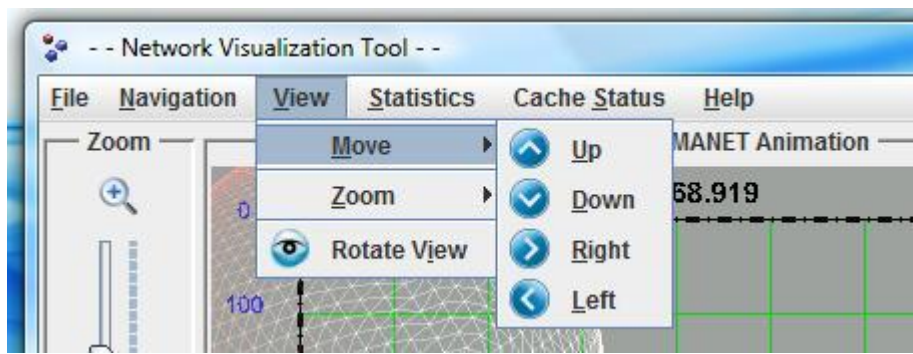 - - Network Visualization Tool - -
File Navigation View Statistics Cache Status Help
Zoom
Move
Zoom
Rotate View
Up
Down
Right
Left
MANET Animation
68.919
0
100